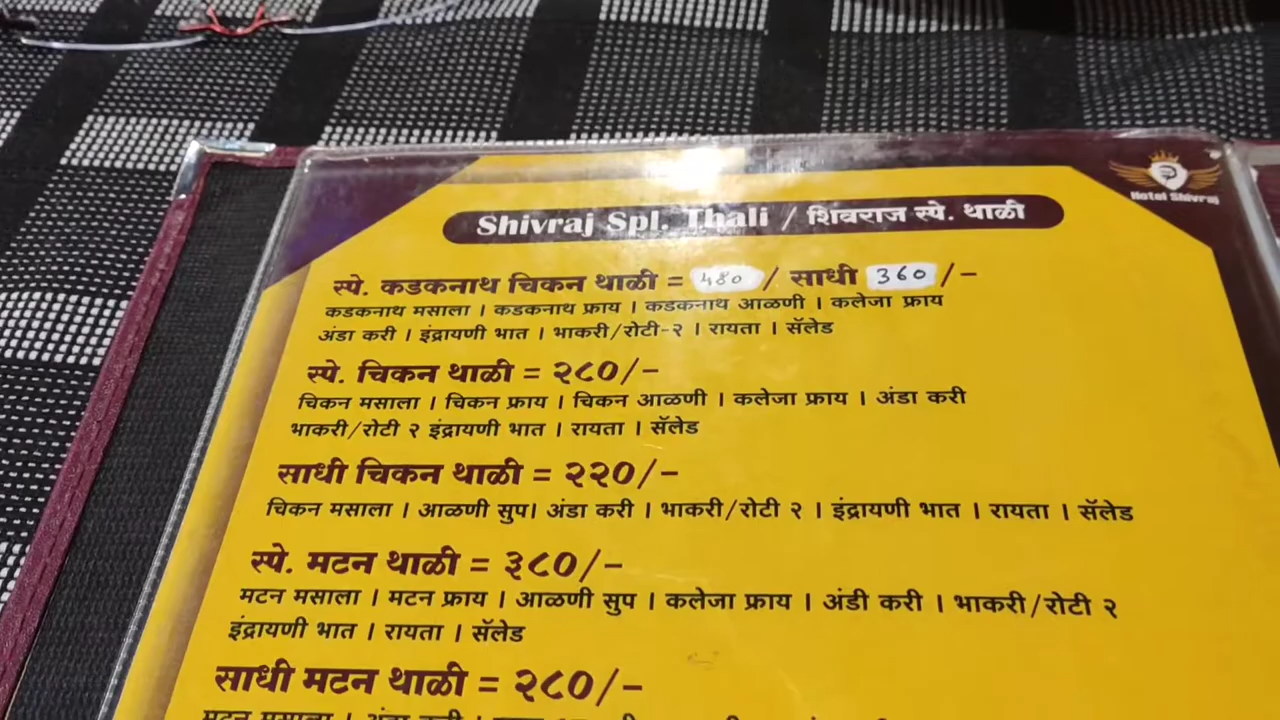 Hotel Shivraj
Shivraj Spl. Thali / शिवराज स्पे. थाळी
स्पे. कडकनाथ चिकन थाळी = 480 / साधी 360 /-
कडकनाथ मसाला । कडकनाथ फ्राय । कडकनाथ आळणी । कलेजा फ्राय
अंडा करी । इंद्रायणी भात । भाकरी/रोटी-२ । रायता । सॅलेड
स्पे. चिकन थाळी = २८०/-
चिकन मसाला । चिकन फ्राय । चिकन आळणी । कलेजा फ्राय । अंडा करी
भाकरी/रोटी २ इंद्रायणी भात । रायता । सॅलेड
साधी चिकन थाळी = २२०/-
चिकन मसाला । आळणी सुप। अंडा करी । भाकरी/रोटी २ । इंद्रायणी भात । रायता । सॅलेड
स्पे. मटन थाळी = ३८०/-
मटन मसाला । मटन फ्राय । आळणी सुप । कलेजा फ्राय । अंडी करी । भाकरी/रोटी २
इंद्रायणी भात । रायता । सॅलेड
साधी मटन थाळी = २८०/-
मटन मसाला । अंडा करी ।